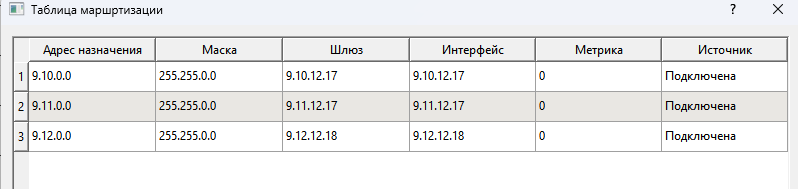 Таблица маршртизации
Адрес назначения Маска Шлюз Интерфейс Метрика Источник
1 9.10.0.0 255.255.0.0 9.10.12.17 9.10.12.17 0 Подключена
2 9.11.0.0 255.255.0.0 9.11.12.17 9.11.12.17 0 Подключена
3 9.12.0.0 255.255.0.0 9.12.12.18 9.12.12.18 0 Подключена